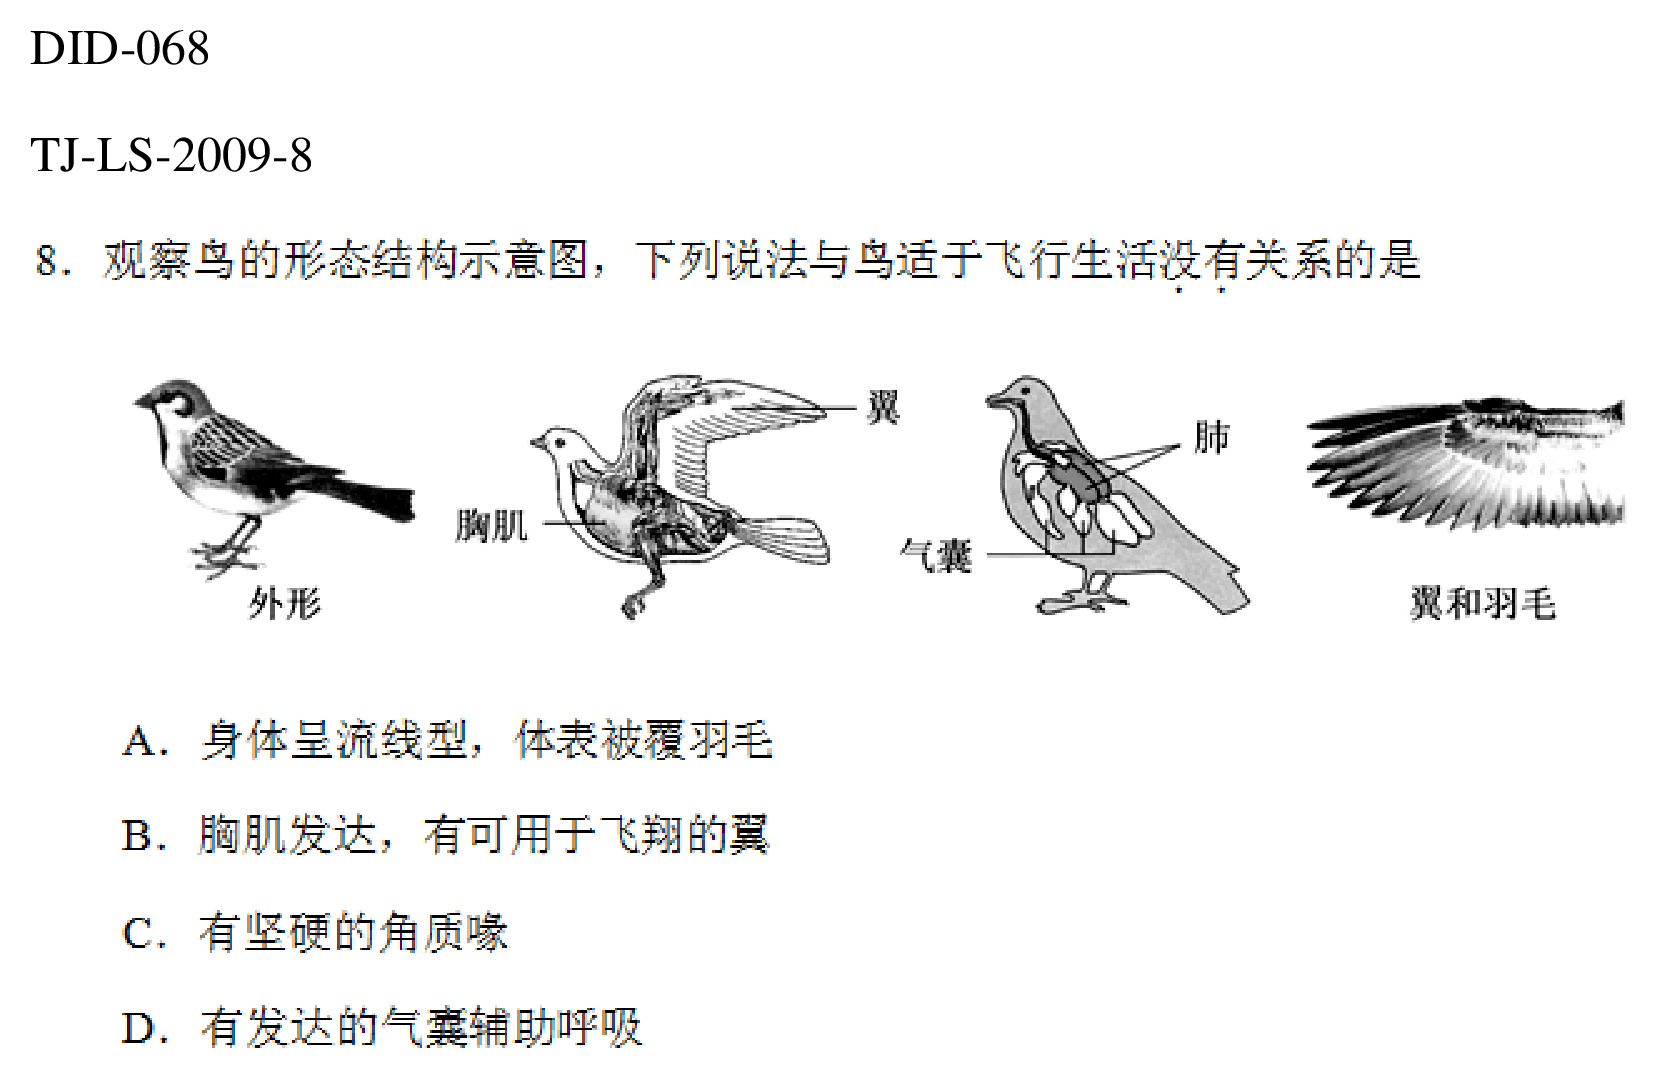 DID-068
TJ-LS-2009-8
8．观察鸟的形态结构示意图，下列说法与鸟适于飞行生活没有关系的是
翼
肺
胸肌
气囊
外形
翼和羽毛
A．身体呈流线型，体表被覆羽毛
B．胸肌发达，有可用于飞翔的翼
C．有坚硬的角质喙
D．有发达的气囊辅助呼吸